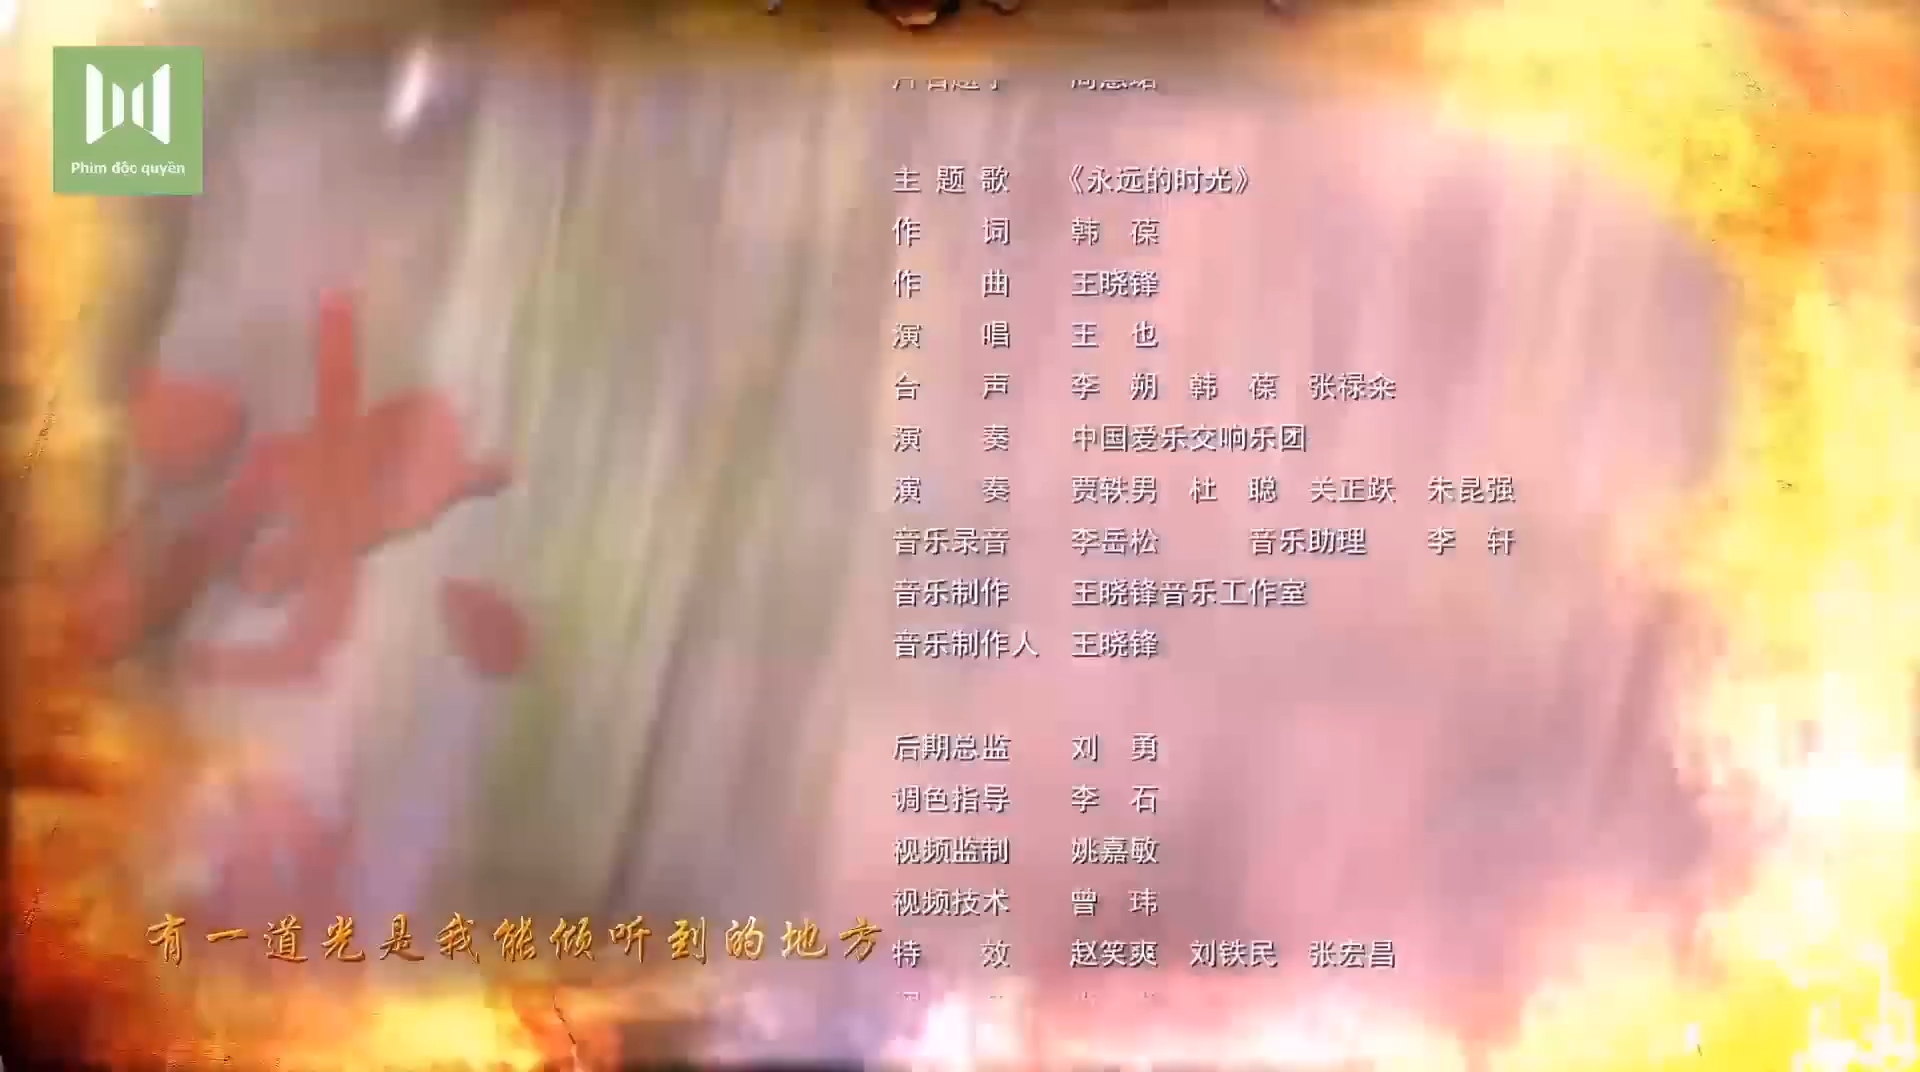 Phim độc quyền
主题歌 《永远的时光》
作词 韩葆
作曲 王晓锋
演唱 王也
合声 李朔 韩葆 张禄籴
演奏 中国爱乐交响乐团
演奏 贾轶男 杜聪 关正跃 朱昆强
音乐录音 李岳松 音乐助理 李轩
音乐制作 王晓锋音乐工作室
音乐制作人 王晓锋
后期总监 刘勇
调色指导 李石
视频监制 姚嘉敏
视频技术 曾玮
特效 赵笑爽 刘铁民 张宏昌
有一道光是我能倾听到的地方